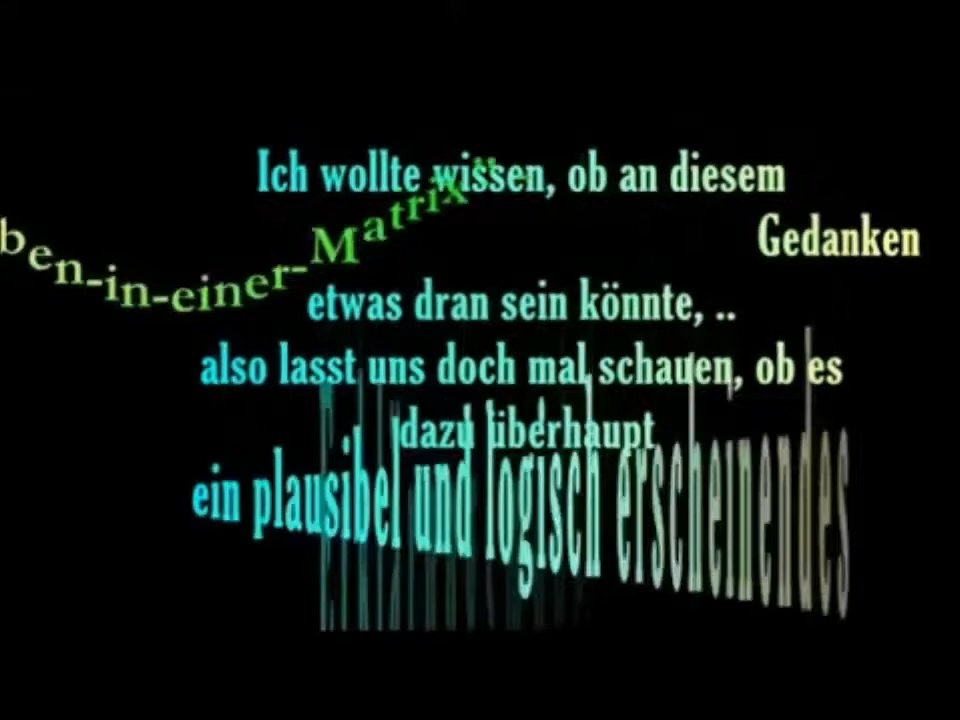 Ich wollte wissen, ob an diesem
Gedanken
ben-in-einer-Matrix"
etwas dran sein könnte, ..
also lasst uns doch mal schauen, ob es
dazu überhaupt
ein plausibel und logisch erscheinendes